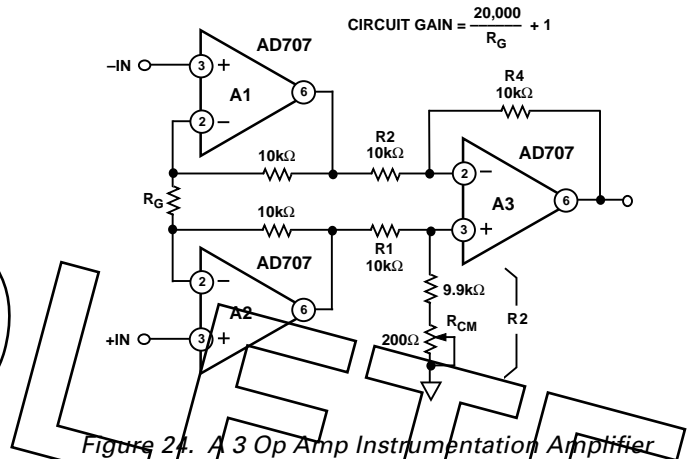 CIRCUIT GAIN = 20,000 / R_G + 1
AD707
–IN
3
+
A1
6
2
–
10kΩ
R_G
10kΩ
AD707
2
–
A2
6
+IN
3
+
R2
10kΩ
R1
10kΩ
R4
10kΩ
AD707
2
–
A3
6
3
+
9.9kΩ
R_CM
200Ω
R2
Figure 24. A 3 Op Amp Instrumentation Amplifier